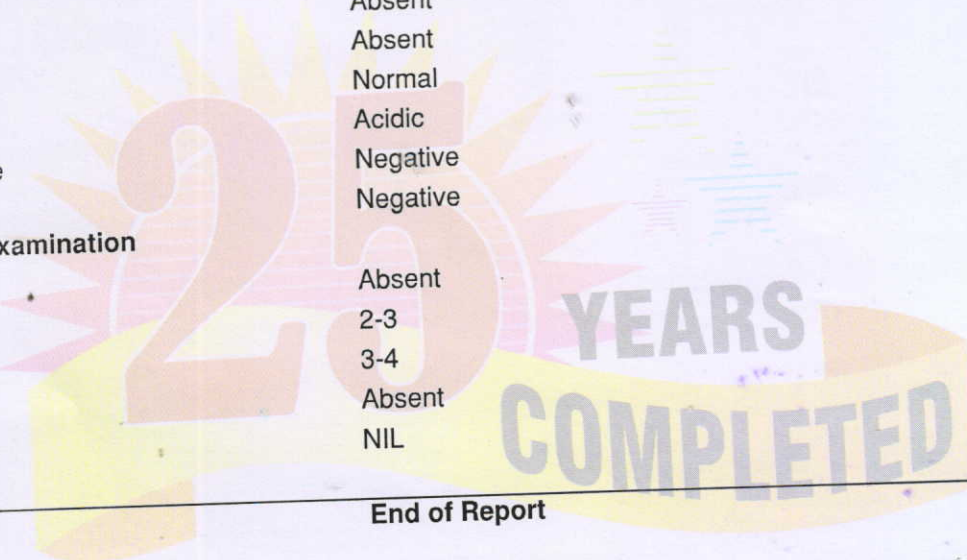 Absent
Absent
Normal
Acidic
Negative
Negative
xamination
Absent
2-3
3-4
Absent
NIL
25
YEARS
COMPLETED
End of Report